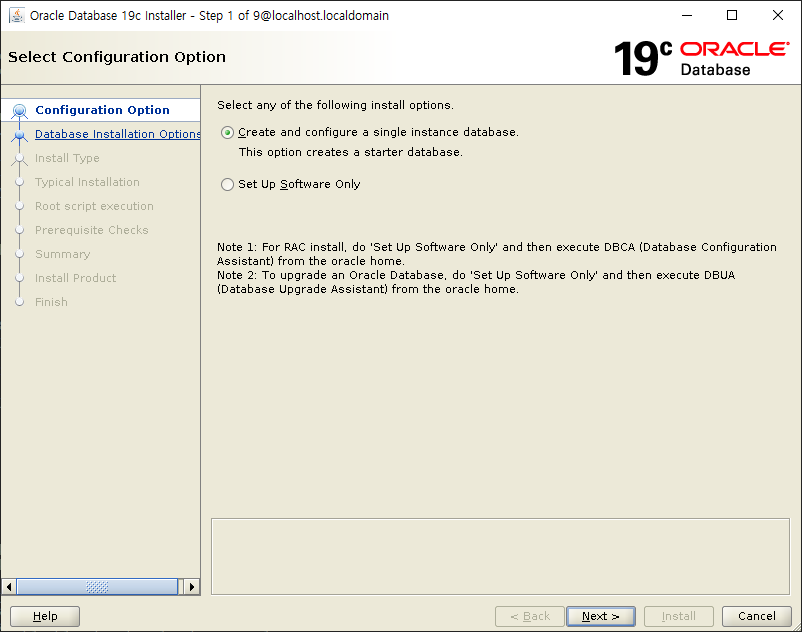 Oracle Database 19c Installer - Step 1 of 9@localhost.localdomain
Select Configuration Option
19c ORACLE
Database
Configuration Option
Database Installation Options
Install Type
Typical Installation
Root script execution
Prerequisite Checks
Summary
Install Product
Finish
Select any of the following install options.
Create and configure a single instance database.
This option creates a starter database.
Set Up Software Only
Note 1: For RAC install, do 'Set Up Software Only' and then execute DBCA (Database Configuration
Assistant) from the oracle home.
Note 2: To upgrade an Oracle Database, do 'Set Up Software Only' and then execute DBUA
(Database Upgrade Assistant) from the oracle home.
Help
< Back
Next >
Install
Cancel